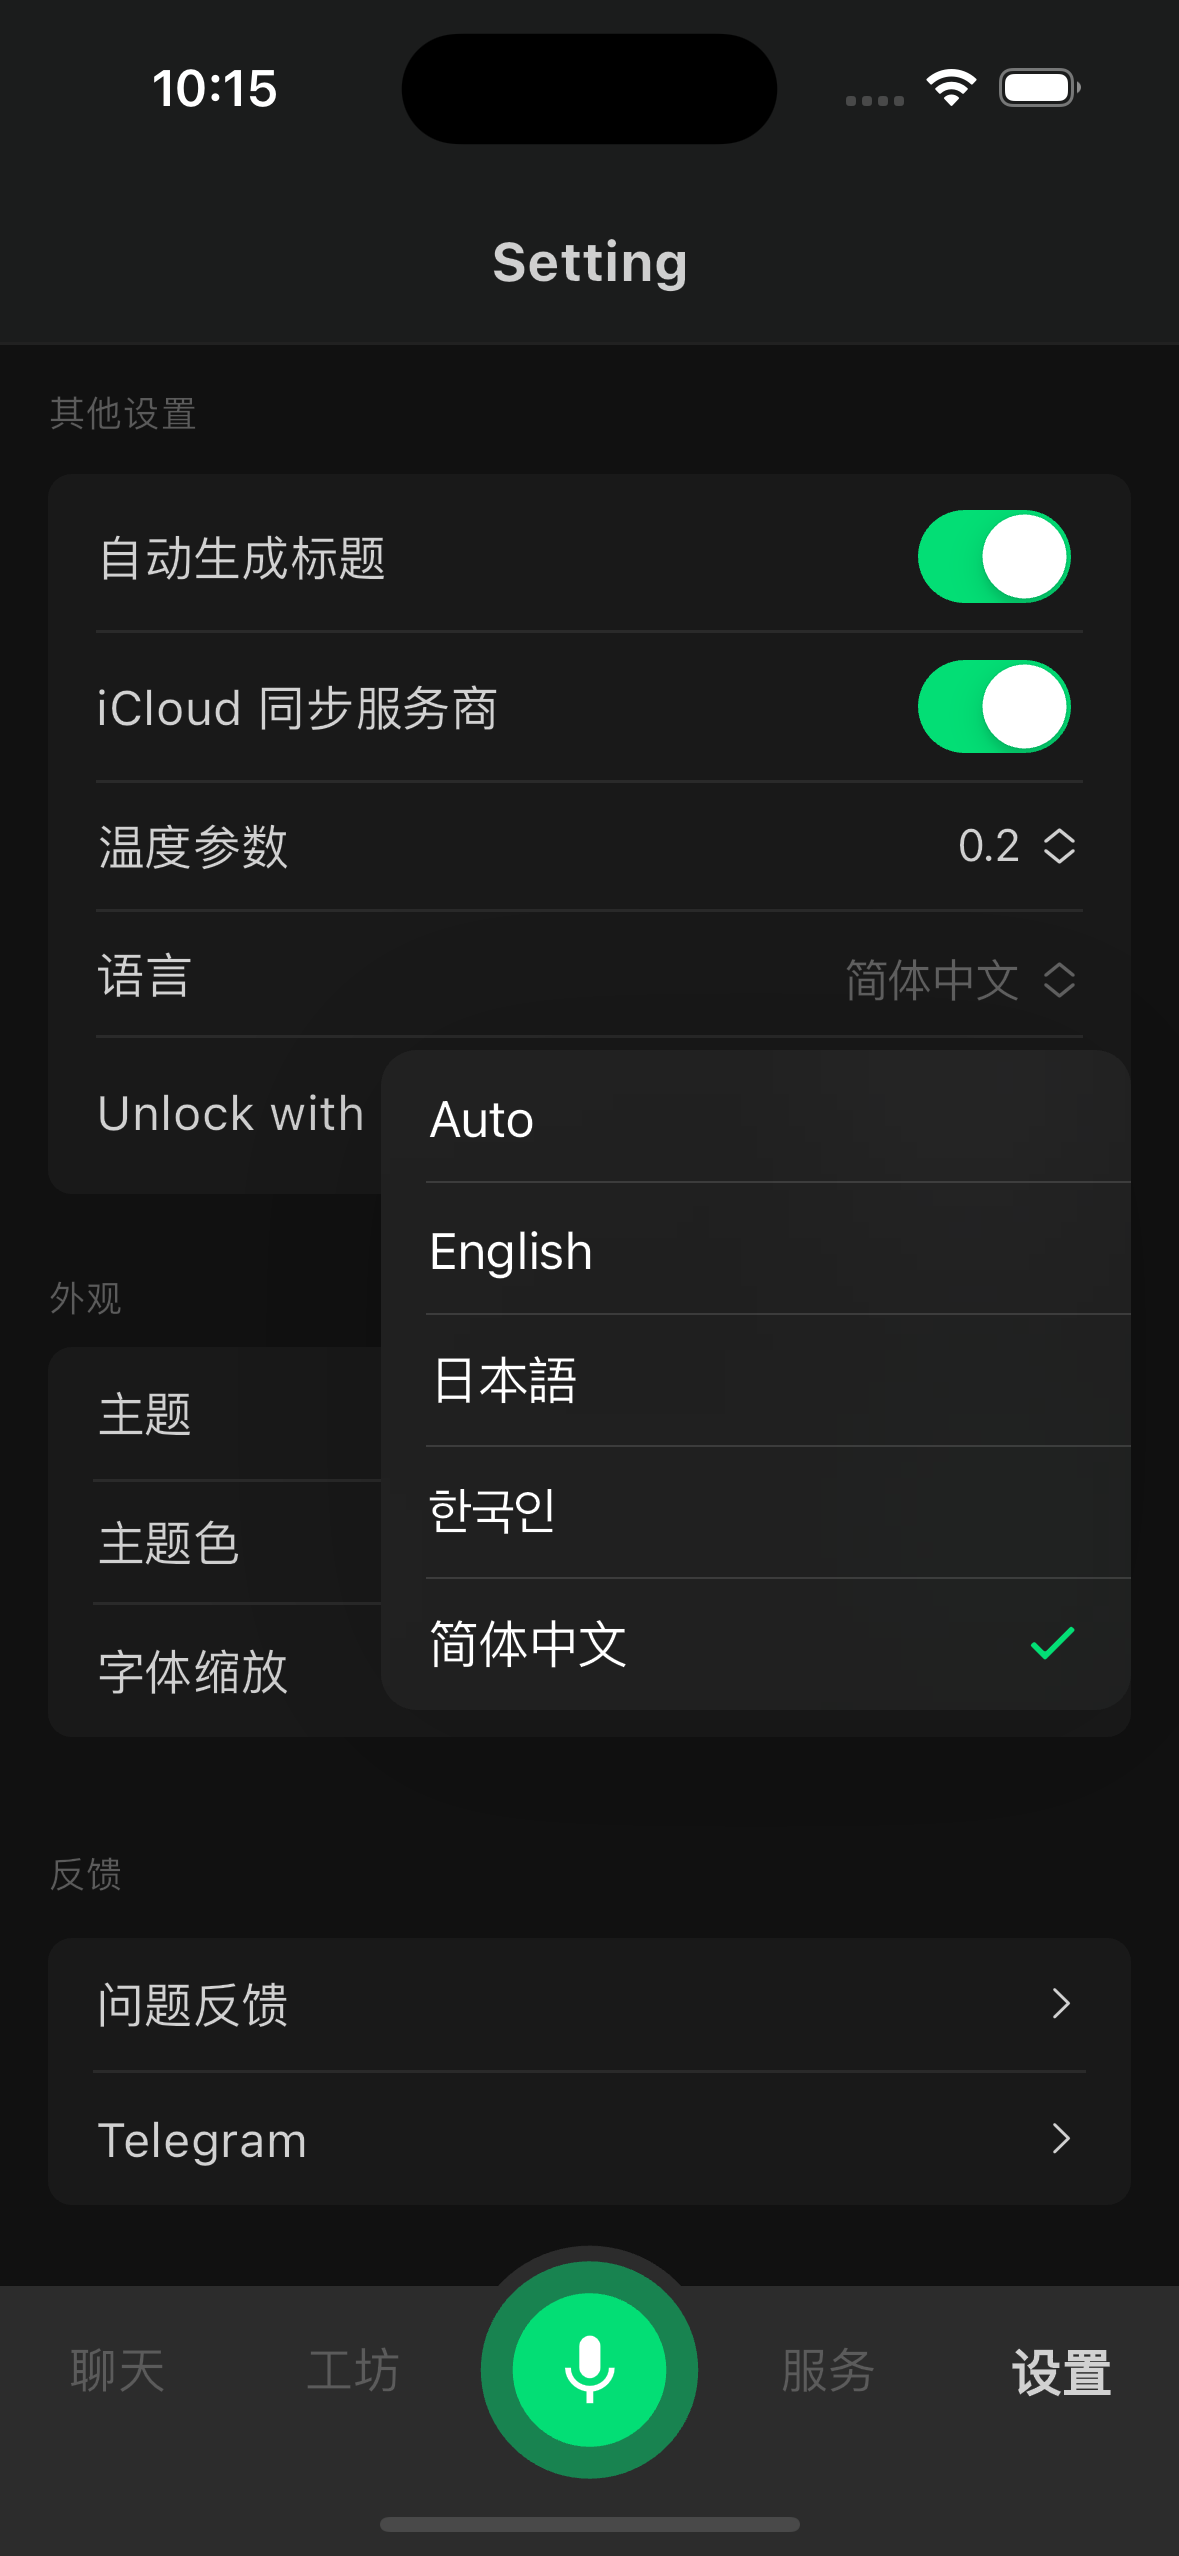 10:15
Setting
其他设置
自动生成标题
iCloud 同步服务商
温度参数 0.2
语言 简体中文
Unlock with
Auto
English
日本語
한국인
简体中文
外观
主题
主题色
字体缩放
反馈
问题反馈
Telegram
聊天 工坊 服务 设置